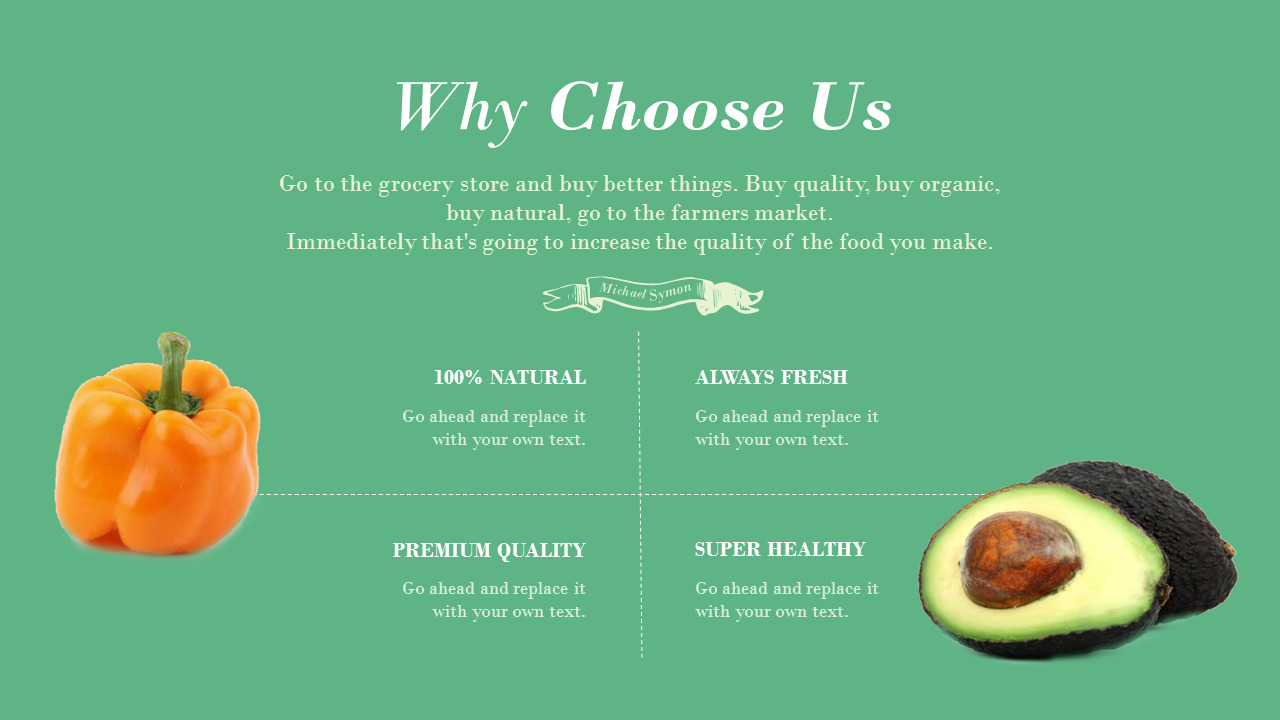 Why Choose Us
Go to the grocery store and buy better things. Buy quality, buy organic,
buy natural, go to the farmers market.
Immediately that's going to increase the quality of the food you make.
Michael Symon
100% NATURAL
Go ahead and replace it
with your own text.
ALWAYS FRESH
Go ahead and replace it
with your own text.
PREMIUM QUALITY
Go ahead and replace it
with your own text.
SUPER HEALTHY
Go ahead and replace it
with your own text.